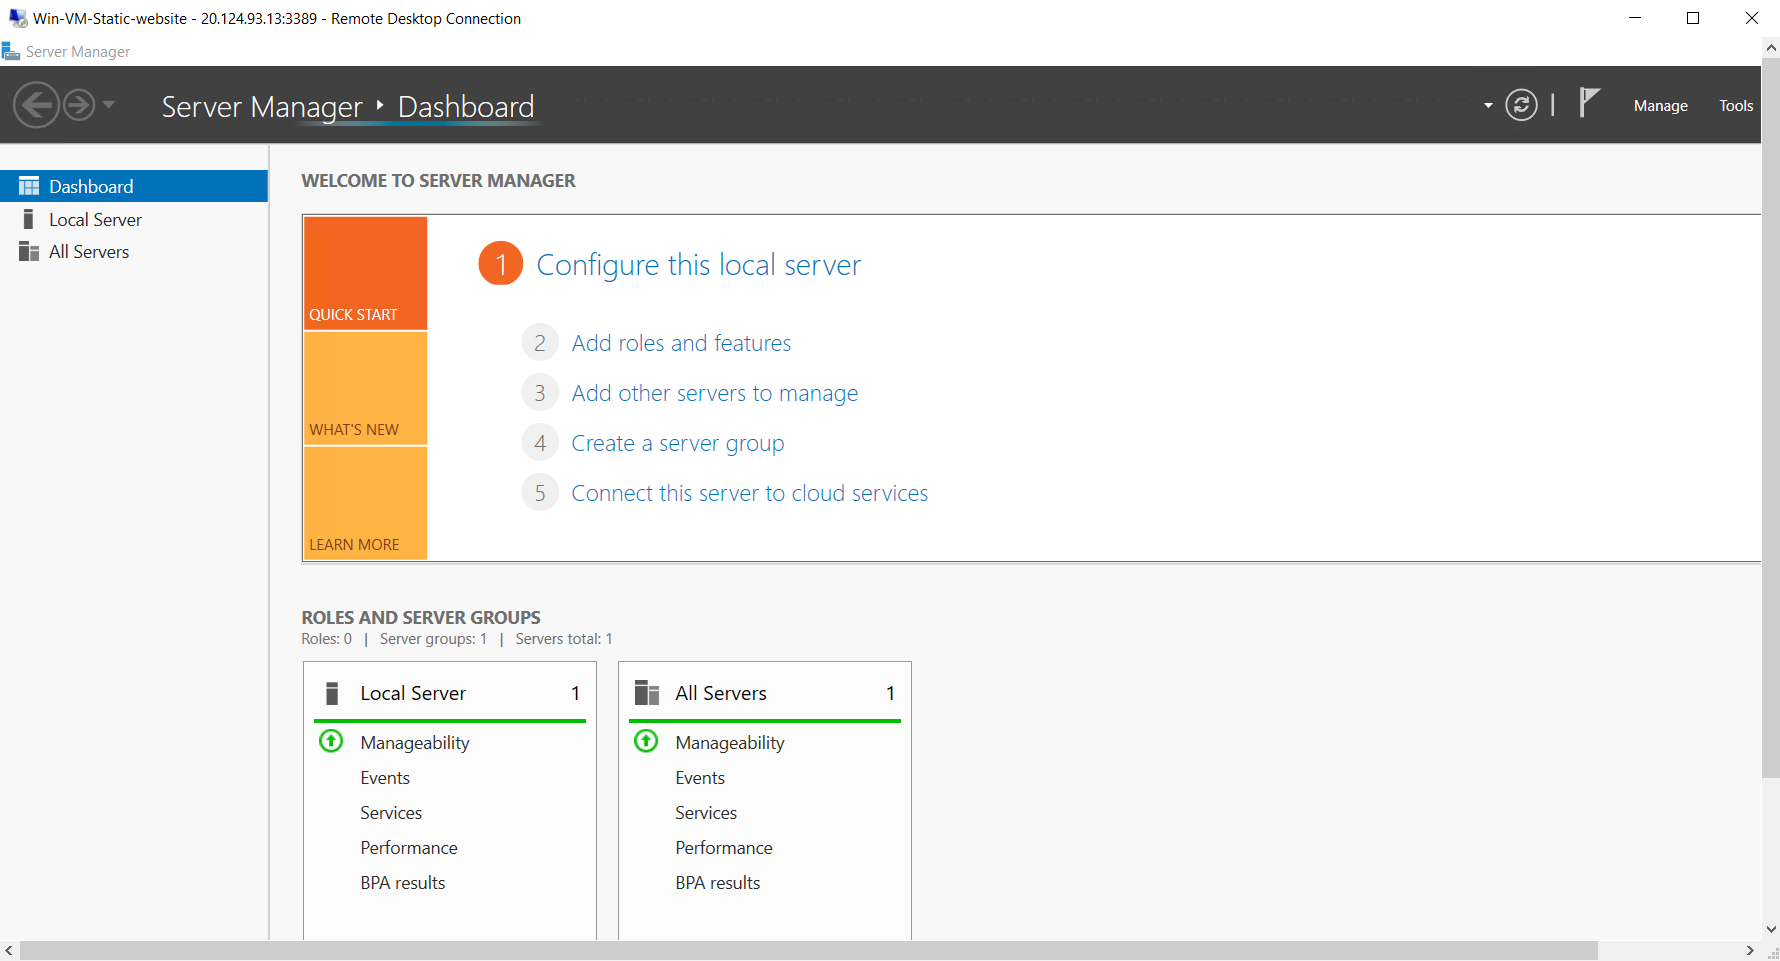 Win-VM-Static-website - 20.124.93.13:3389 - Remote Desktop Connection
Server Manager
Server Manager Dashboard
Manage Tools
Dashboard
Local Server
All Servers
WELCOME TO SERVER MANAGER
QUICK START
WHAT'S NEW
LEARN MORE
1 Configure this local server
2 Add roles and features
3 Add other servers to manage
4 Create a server group
5 Connect this server to cloud services
ROLES AND SERVER GROUPS
Roles: 0 | Server groups: 1 | Servers total: 1
Local Server 1
Manageability
Events
Services
Performance
BPA results
All Servers 1
Manageability
Events
Services
Performance
BPA results